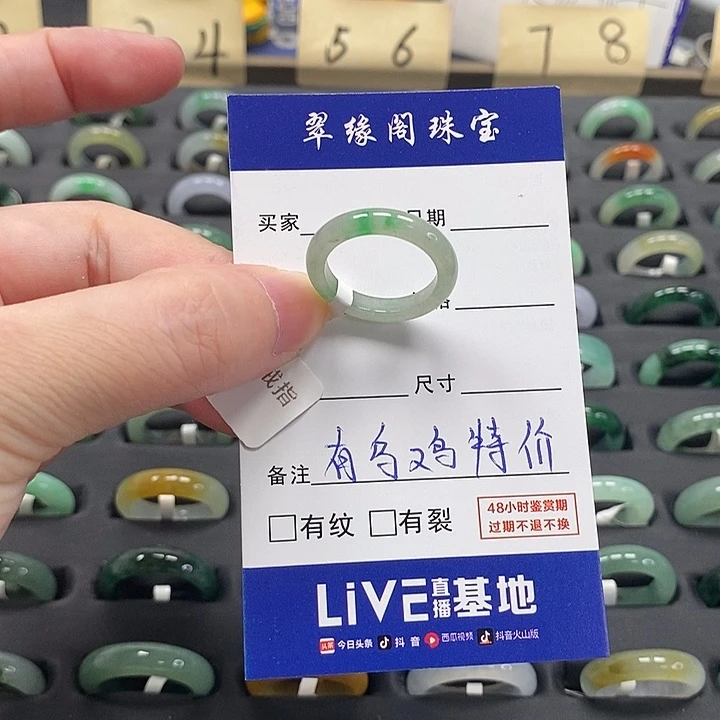 4
5 6
7 8
翠缘阁珠宝
买家
日期
戒指
尺寸
备注 有乌鸡特价
有纹 有裂
48小时鉴赏期
过期不退不换
LiVE直播基地
头条 今日头条 抖音 西瓜视频 抖音火山版